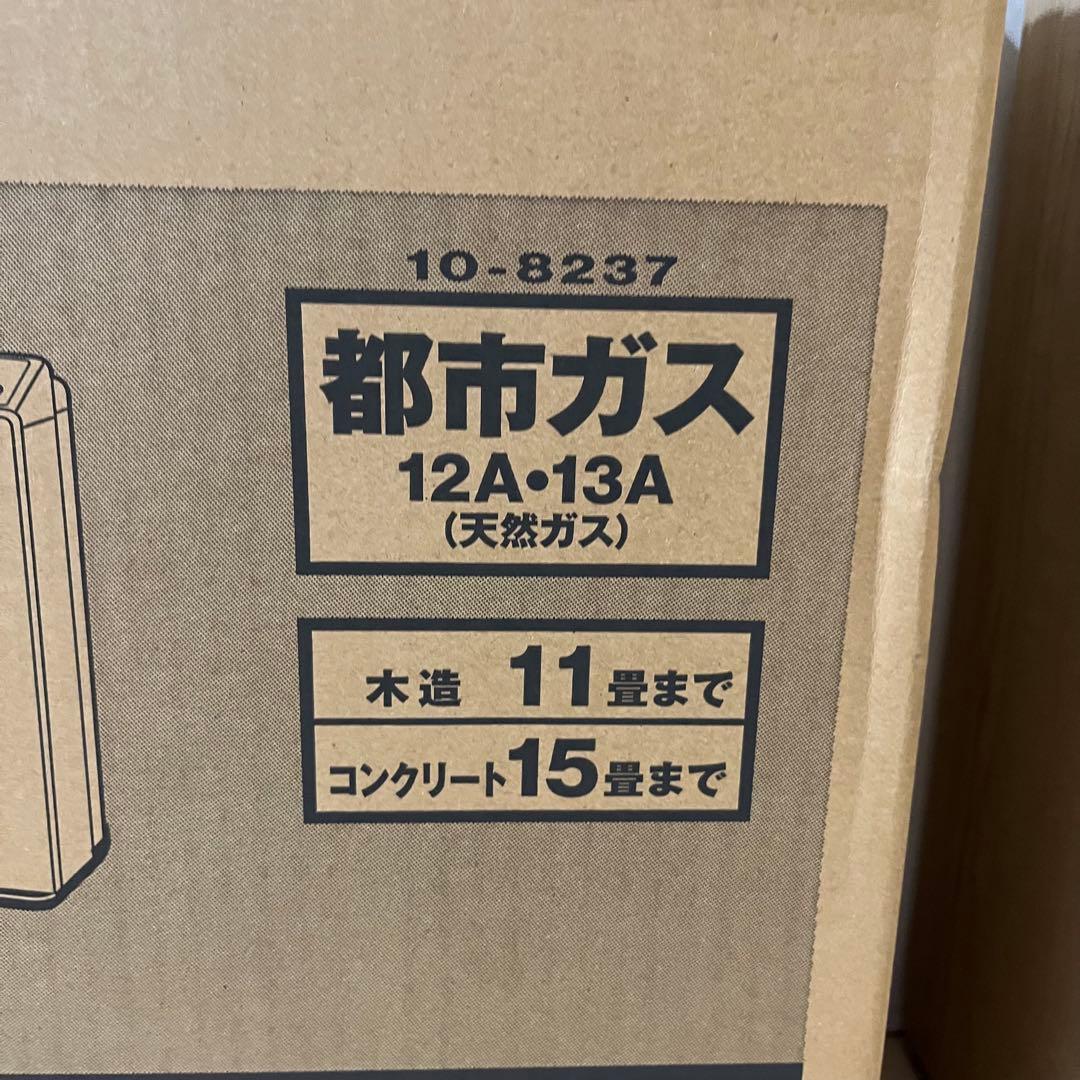 10-8237
都市ガス
12A・13A
(天然ガス)
木造 11畳まで
コンクリート15畳まで